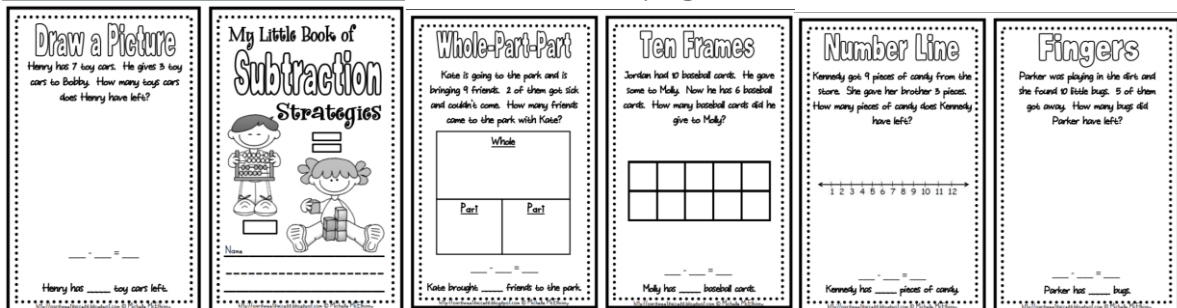 Draw a Picture
Henry has 7 toy cars. He gives 3 toy
cars to Bobby. How many toys cars
does Henry have left?
___ - ___ = ___
Henry has ____ toy cars left.
My Little Book of
Subtraction
Strategies
Name
Whole-Part-Part
Kate is going to the park and is
bringing 9 friends. 2 of them got sick
and couldn't come. How many friends
came to the park with Kate?
Whole
Part
Part
___ - ___ = ___
Kate brought ____ friends to the park.
Ten Frames
Jordan had 10 baseball cards. He gave
some to Molly. Now he has 6 baseball
cards. How many baseball cards did he
give to Molly?
___ - ___ = ___
Molly has ____ baseball cards.
Number Line
Kennedy got 9 pieces of candy from the
store. She gave her brother 3 pieces.
How many pieces of candy does Kennedy
have left?
1 2 3 4 5 6 7 8 9 10 11 12
___ - ___ = ___
Kennedy has ____ pieces of candy.
Fingers
Parker was playing in the dirt and
she found 10 little bugs. 5 of them
got away. How many bugs did
Parker have left?
___ - ___ = ___
Parker has ____ bugs.